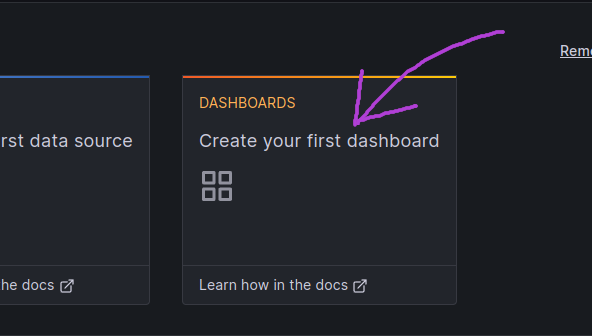 Remo
DASHBOARDS
rst data source
Create your first dashboard
he docs
Learn how in the docs